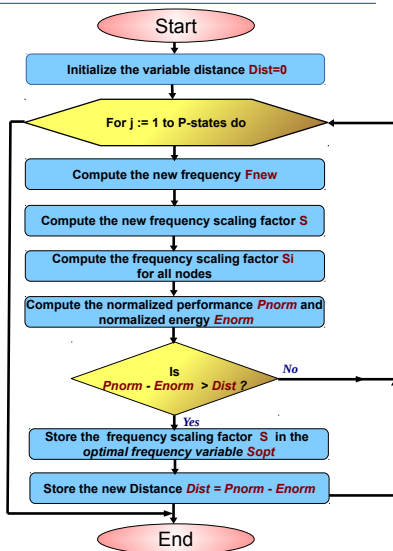 Start
Initialize the variable distance Dist=0
For j := 1 to P-states do
Compute the new frequency Fnew
Compute the new frequency scaling factor S
Compute the frequency scaling factor Si
for all nodes
Compute the normalized performance Pnorm and
normalized energy Enorm
Is
Pnorm - Enorm > Dist ?
No
Yes
Store the frequency scaling factor S in the
optimal frequency variable Sopt
Store the new Distance Dist = Pnorm - Enorm
End